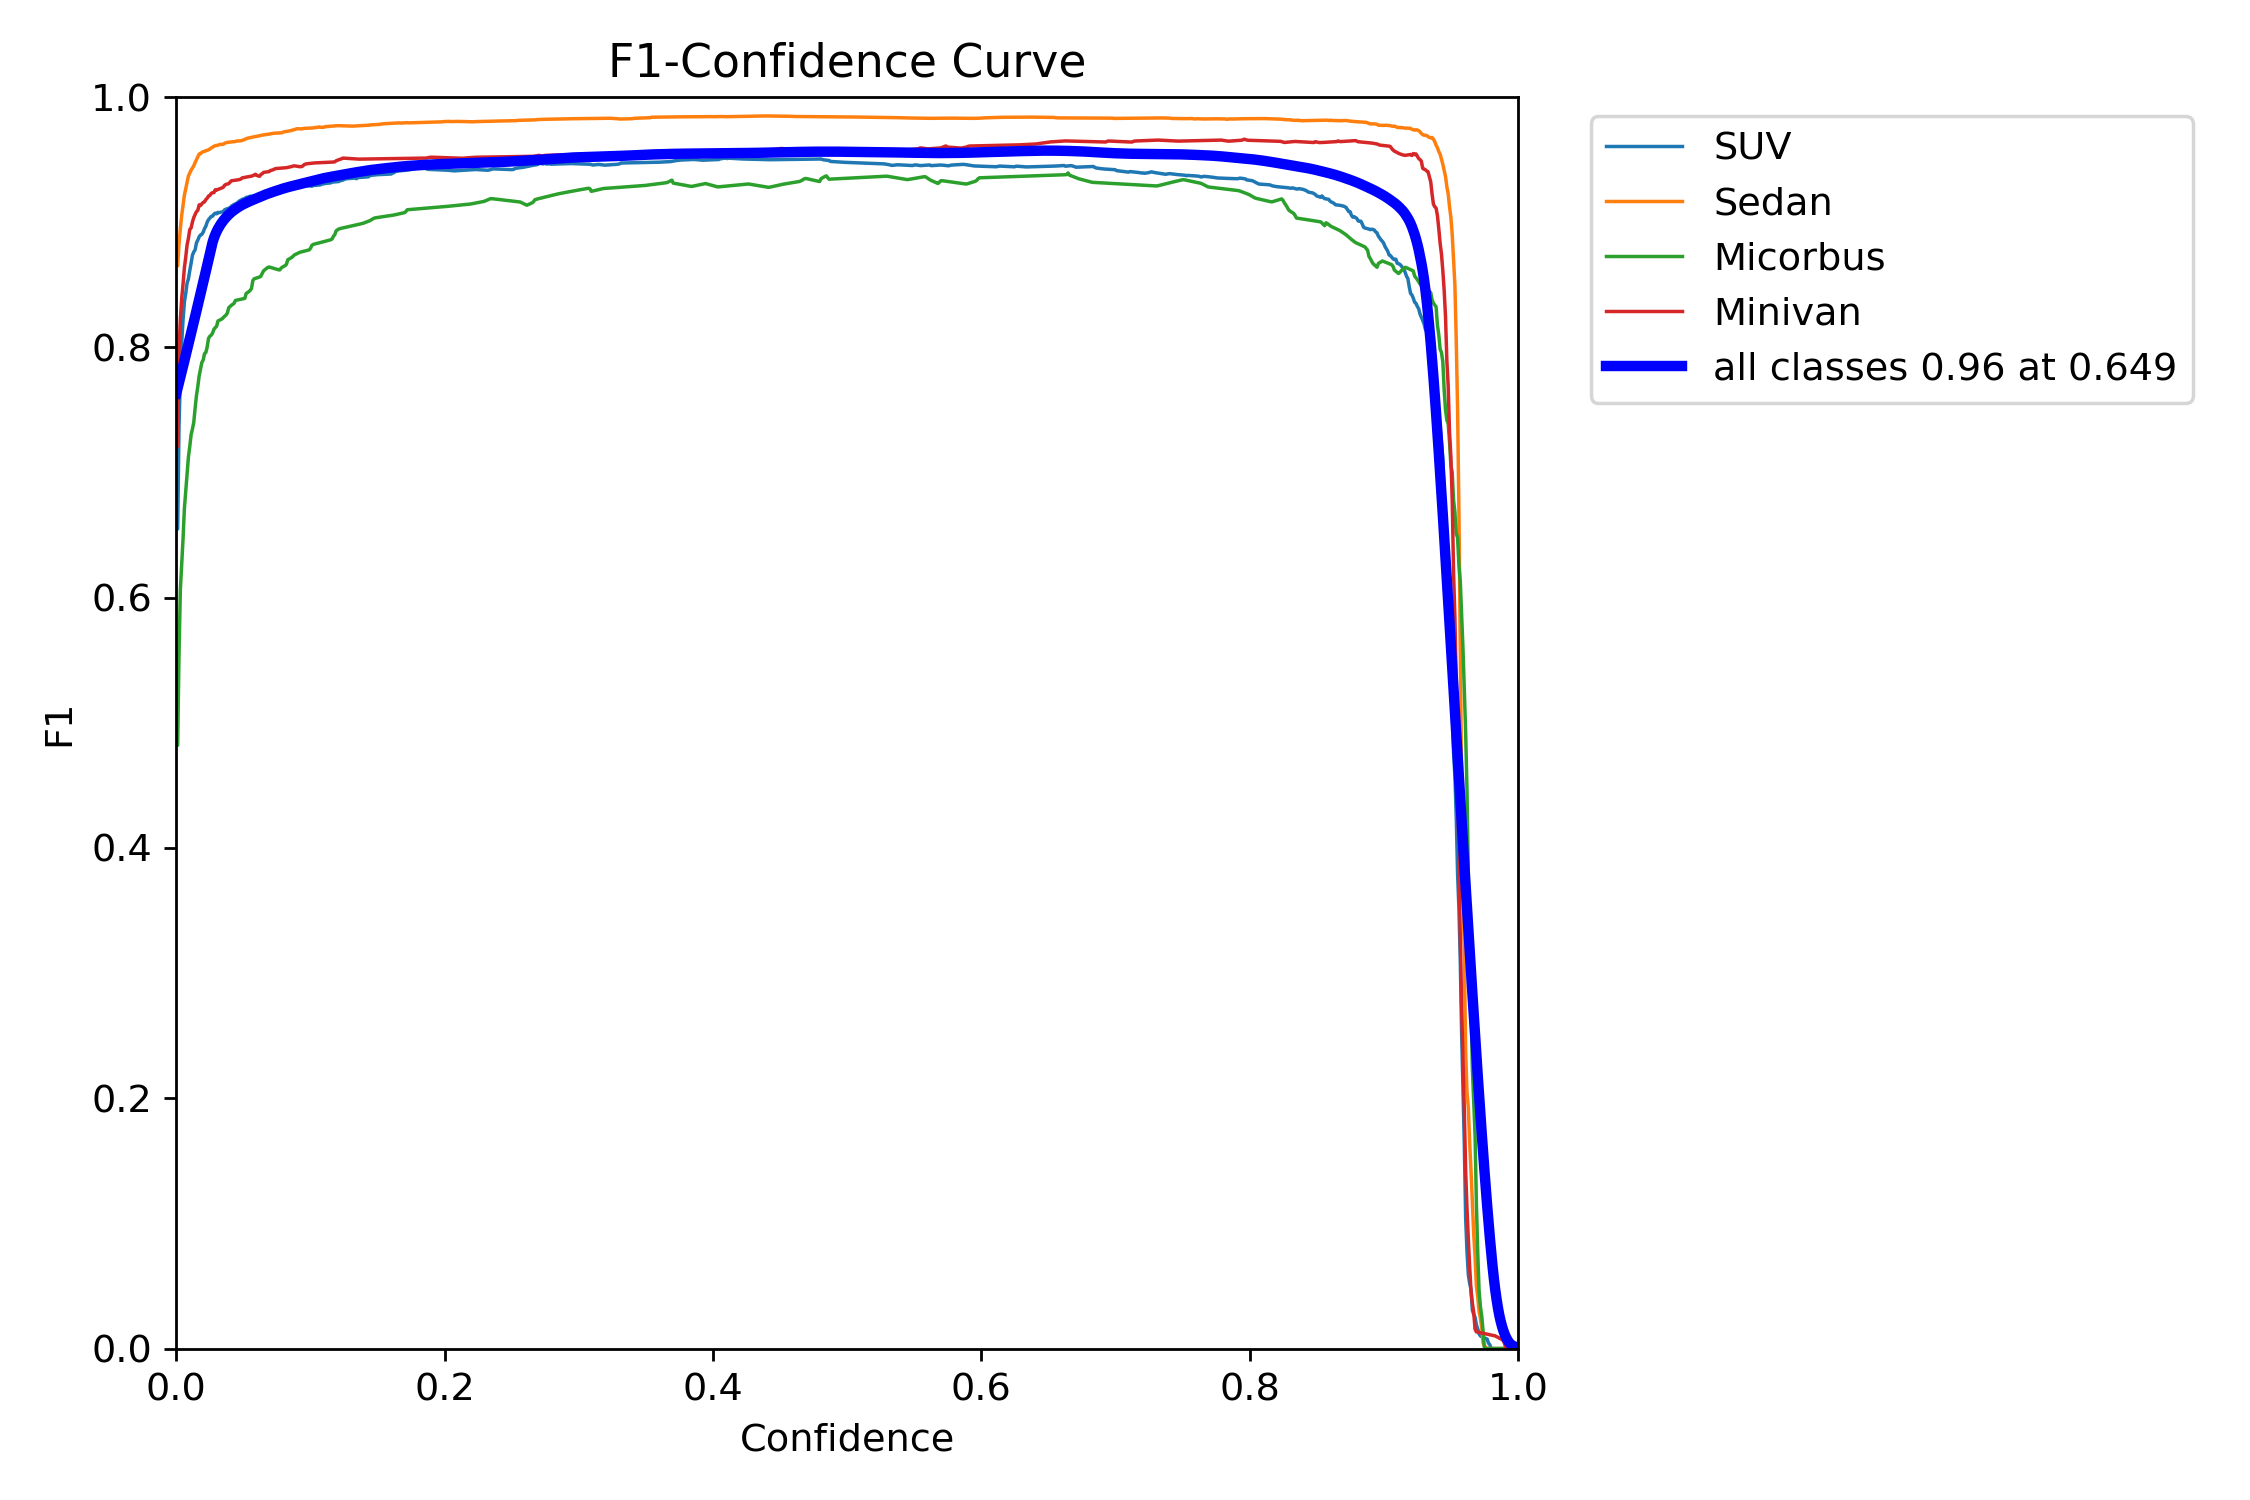 F1-Confidence Curve
1.0
0.8
0.6
0.4
0.2
0.0
F1
0.0 0.2 0.4 0.6 0.8 1.0
Confidence
SUV
Sedan
Micorbus
Minivan
all classes 0.96 at 0.649